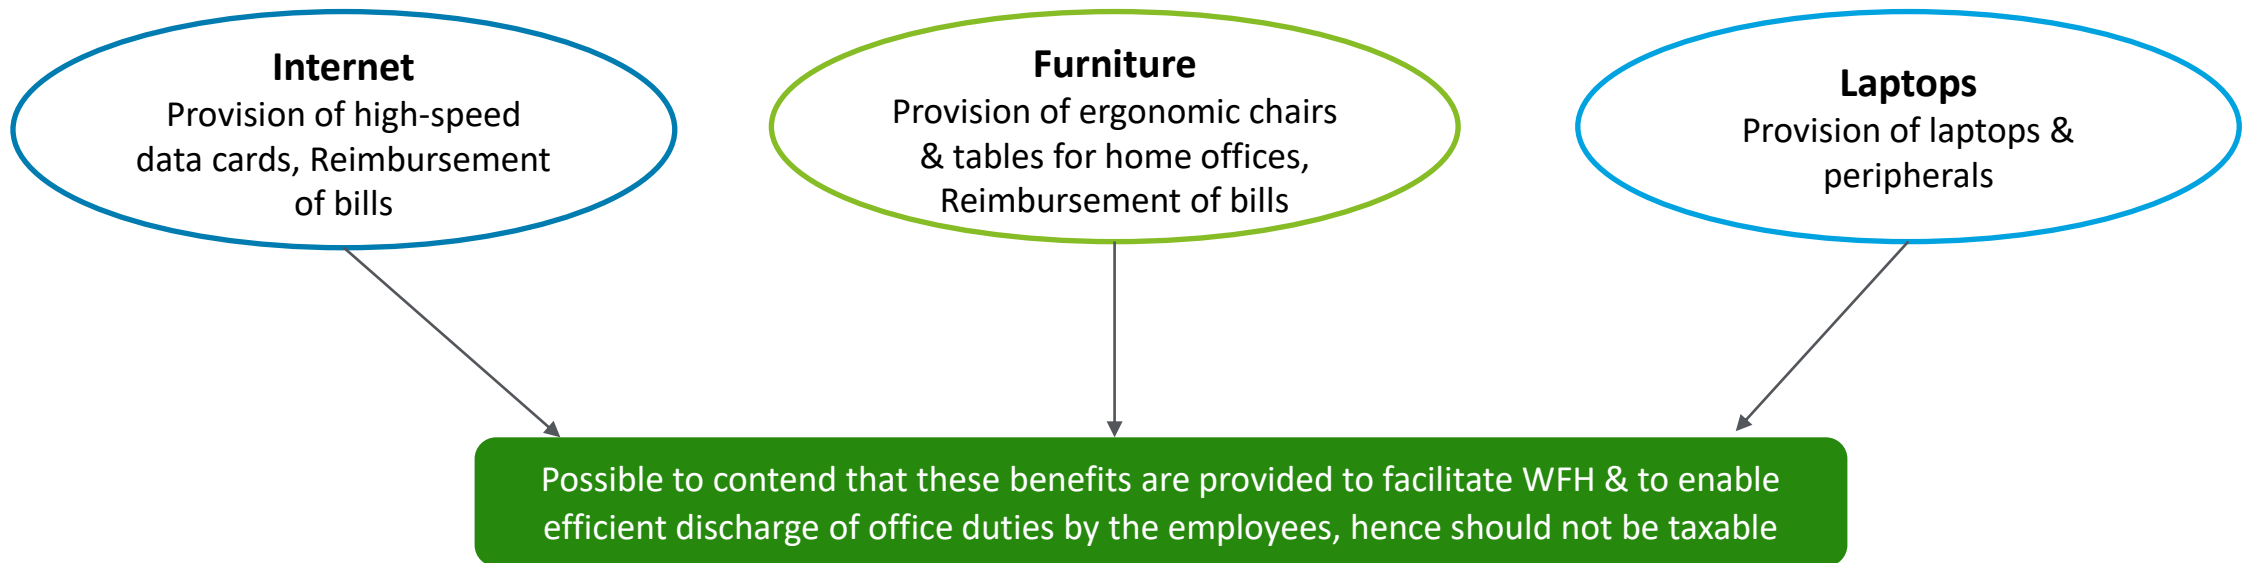 Internet
Provision of high-speed
data cards, Reimbursement
of bills
Furniture
Provision of ergonomic chairs
& tables for home offices,
Reimbursement of bills
Laptops
Provision of laptops &
peripherals
Possible to contend that these benefits are provided to facilitate WFH & to enable
efficient discharge of office duties by the employees, hence should not be taxable